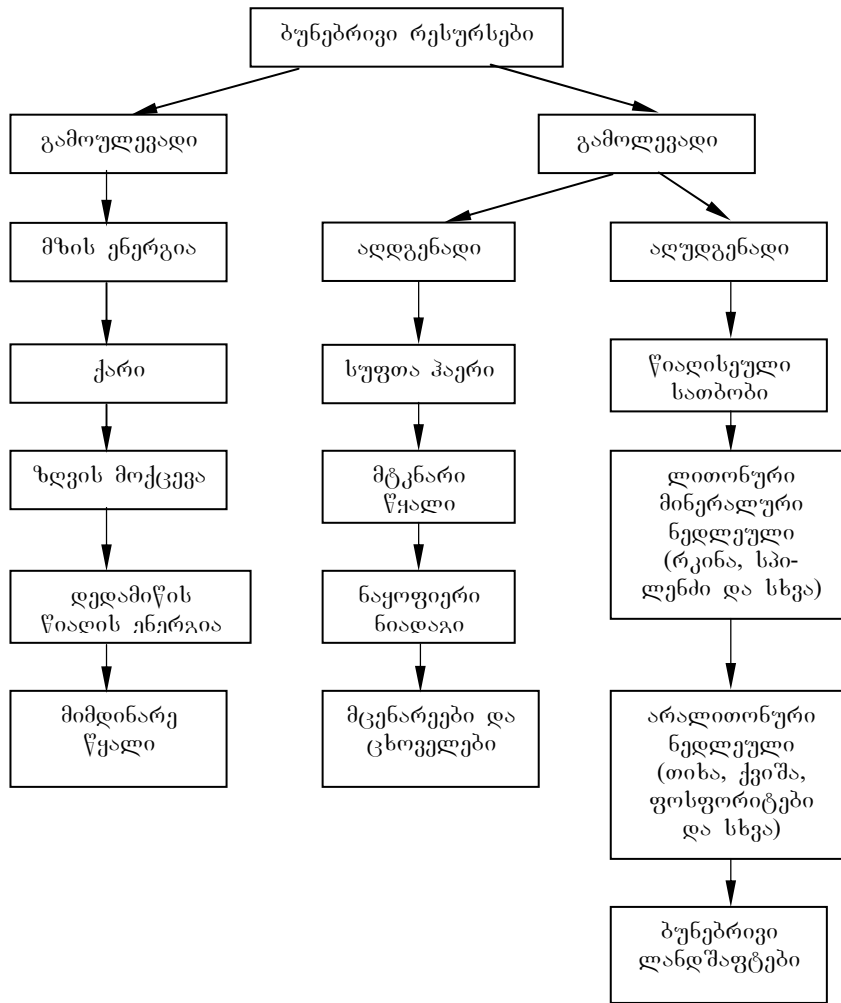 ბუნებრივი რესურსები
გამოულევადი
გამოლევადი
მზის ენერგია
აღდგენადი
აღუდგენადი
ქარი
სუფთა ჰაერი
წიაღისეული
სათბობი
ზღვის მოქცევა
მტკნარი
წყალი
ლითონური
მინერალური
ნედლეული
(რკინა, სპი-
ლენძი და სხვა)
დედამიწის
წიაღის ენერგია
ნაყოფიერი
ნიადაგი
მიმდინარე
წყალი
მცენარეები და
ცხოველები
არალითონური
ნედლეული
(თიხა, ქვიშა,
ფოსფორიტები
და სხვა)
ბუნებრივი
ლანდშაფტები